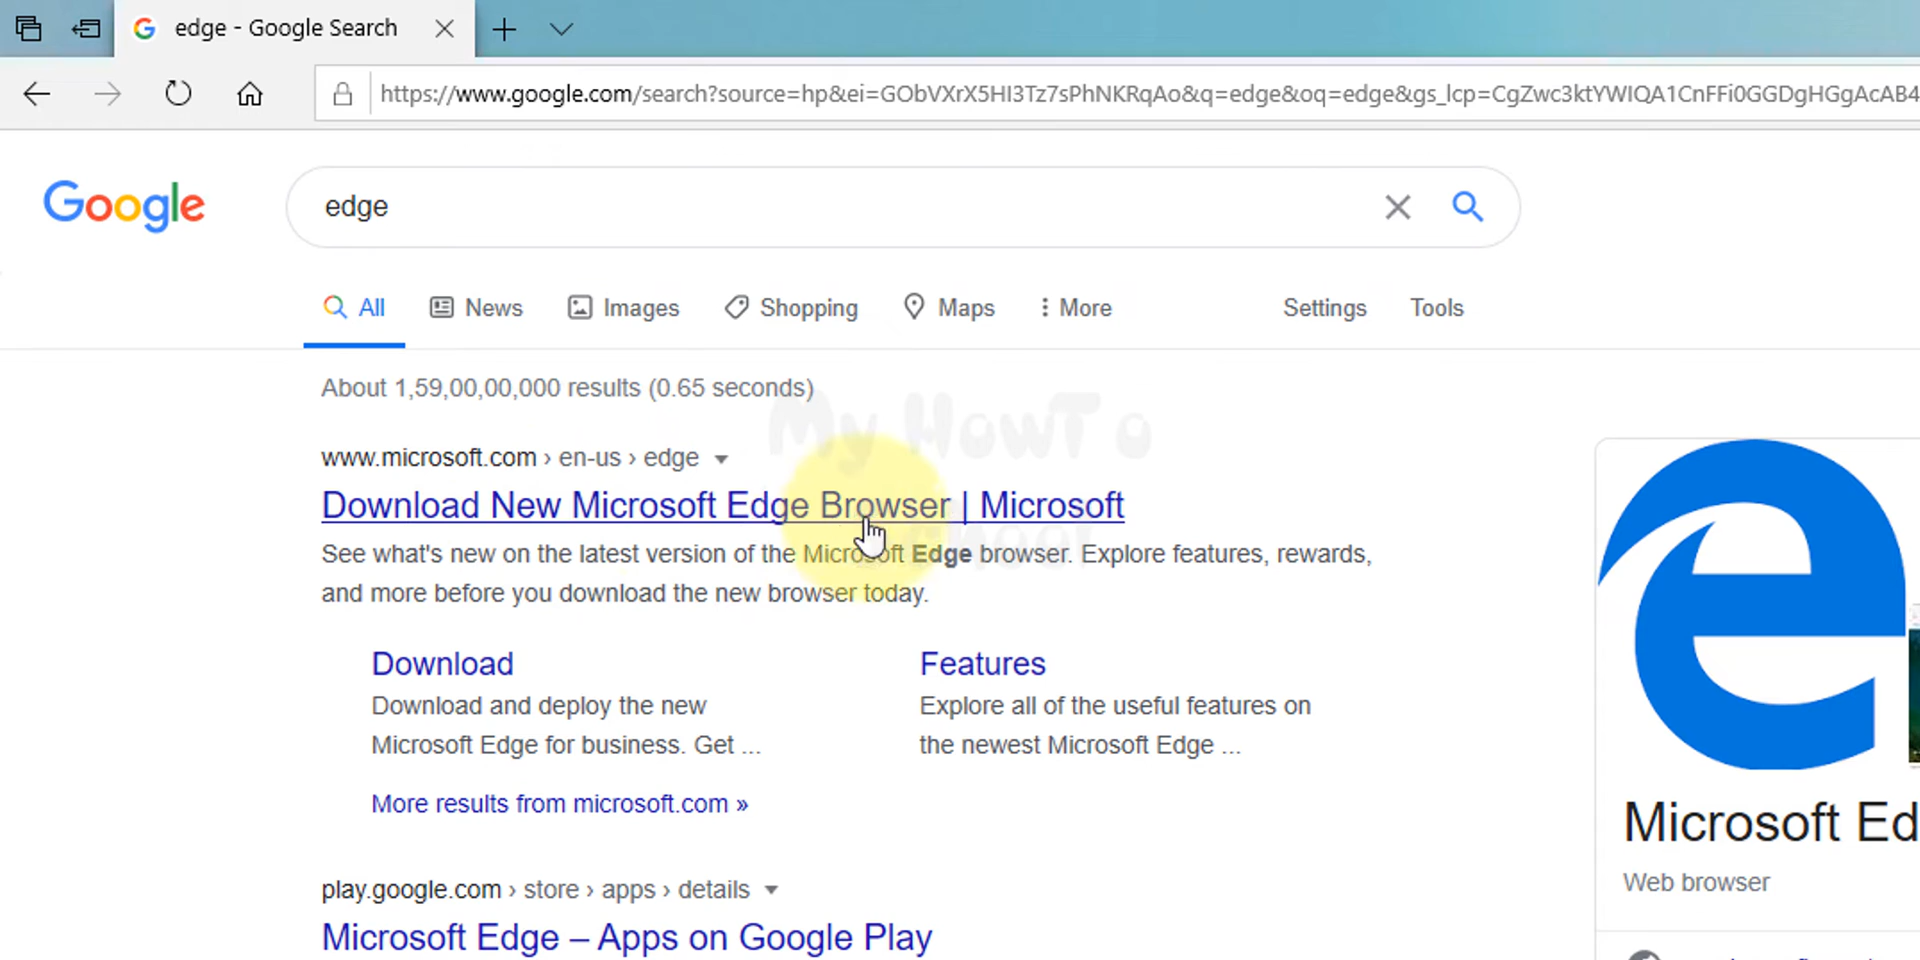 edge - Google Search
https://www.google.com/search?source=hp&ei=GObVXrX5HI3Tz7sPhNKRqAo&q=edge&oq=edge&gs_lcp=CgZwc3ktYWIQA1CnFFi0GGDgHGgAcAB4
Google
edge
All News Images Shopping Maps More Settings Tools
About 1,59,00,00,000 results (0.65 seconds)
My HowTo
www.microsoft.com › en-us › edge
Download New Microsoft Edge Browser | Microsoft
See what's new on the latest version of the Microsoft Edge browser. Explore features, rewards,
and more before you download the new browser today.
Download
Features
Download and deploy the new
Explore all of the useful features on
Microsoft Edge for business. Get ...
the newest Microsoft Edge ...
More results from microsoft.com »
Microsoft Ed
Web browser
play.google.com › store › apps › details
Microsoft Edge – Apps on Google Play